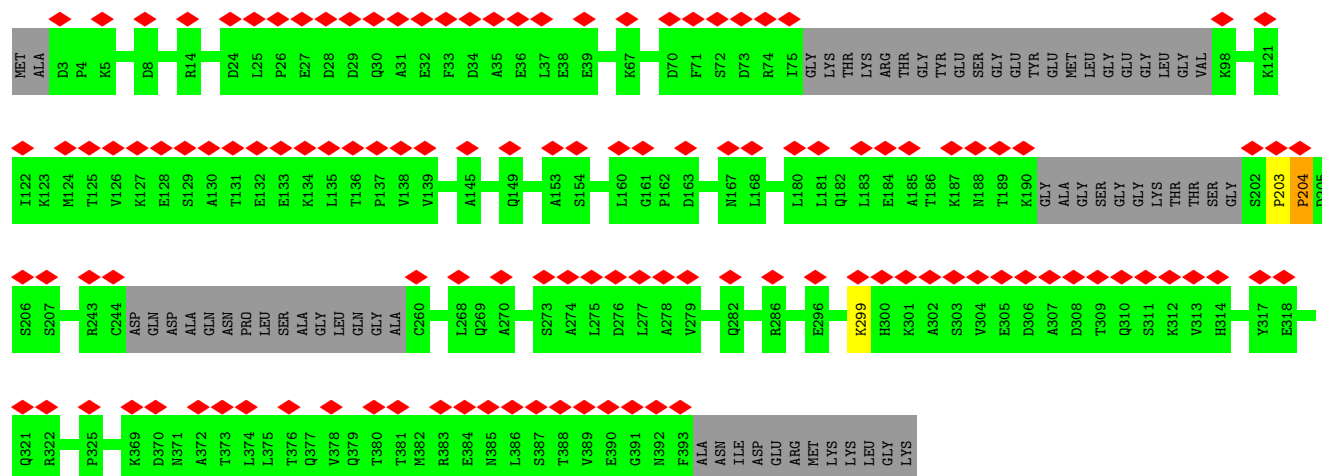 MET ALA D3 P4 K5 D8 R14 D24 L25 P26 E27 D28 D29 Q30 A31 E32 F33 D34 A35 E36 L37 E38 E39 K67 D70 F71 S72 D73 R74 I75 GLY LYS THR LYS ARG THR GLY TYR GLU SER GLY GLU TYR GLU MET LEU GLY GLU GLY LEU GLY VAL K98 K121
I122 K123 M124 T125 V126 K127 E128 S129 A130 T131 E132 E133 K134 L135 T136 P137 V138 V139 A145 Q149 A153 S154 L160 G161 P162 D163 N167 L168 L180 L181 Q182 L183 E184 A185 T186 K187 N188 T189 K190 GLY ALA GLY SER GLY GLY LYS THR THR SER GLY S202 P203 P204 D205
S206 S207 R243 C244 ASP GLN ASP ALA GLN ASN PRO LEU SER ALA GLY LEU GLN GLY ALA C260 L268 Q269 A270 S273 A274 L275 D276 L277 A278 V279 Q282 R286 E296 K299 H300 K301 A302 S303 V304 E305 D306 A307 D308 T309 Q310 S311 K312 V313 H314 Y317 E318
Q321 R322 P325 K369 D370 N371 A372 T373 L374 L375 T376 Q377 V378 Q379 T380 T381 M382 R383 E384 N385 L386 S387 T388 V389 E390 G391 N392 F393 ALA ASN ILE ASP GLU ARG MET LYS LYS LEU GLY LYS